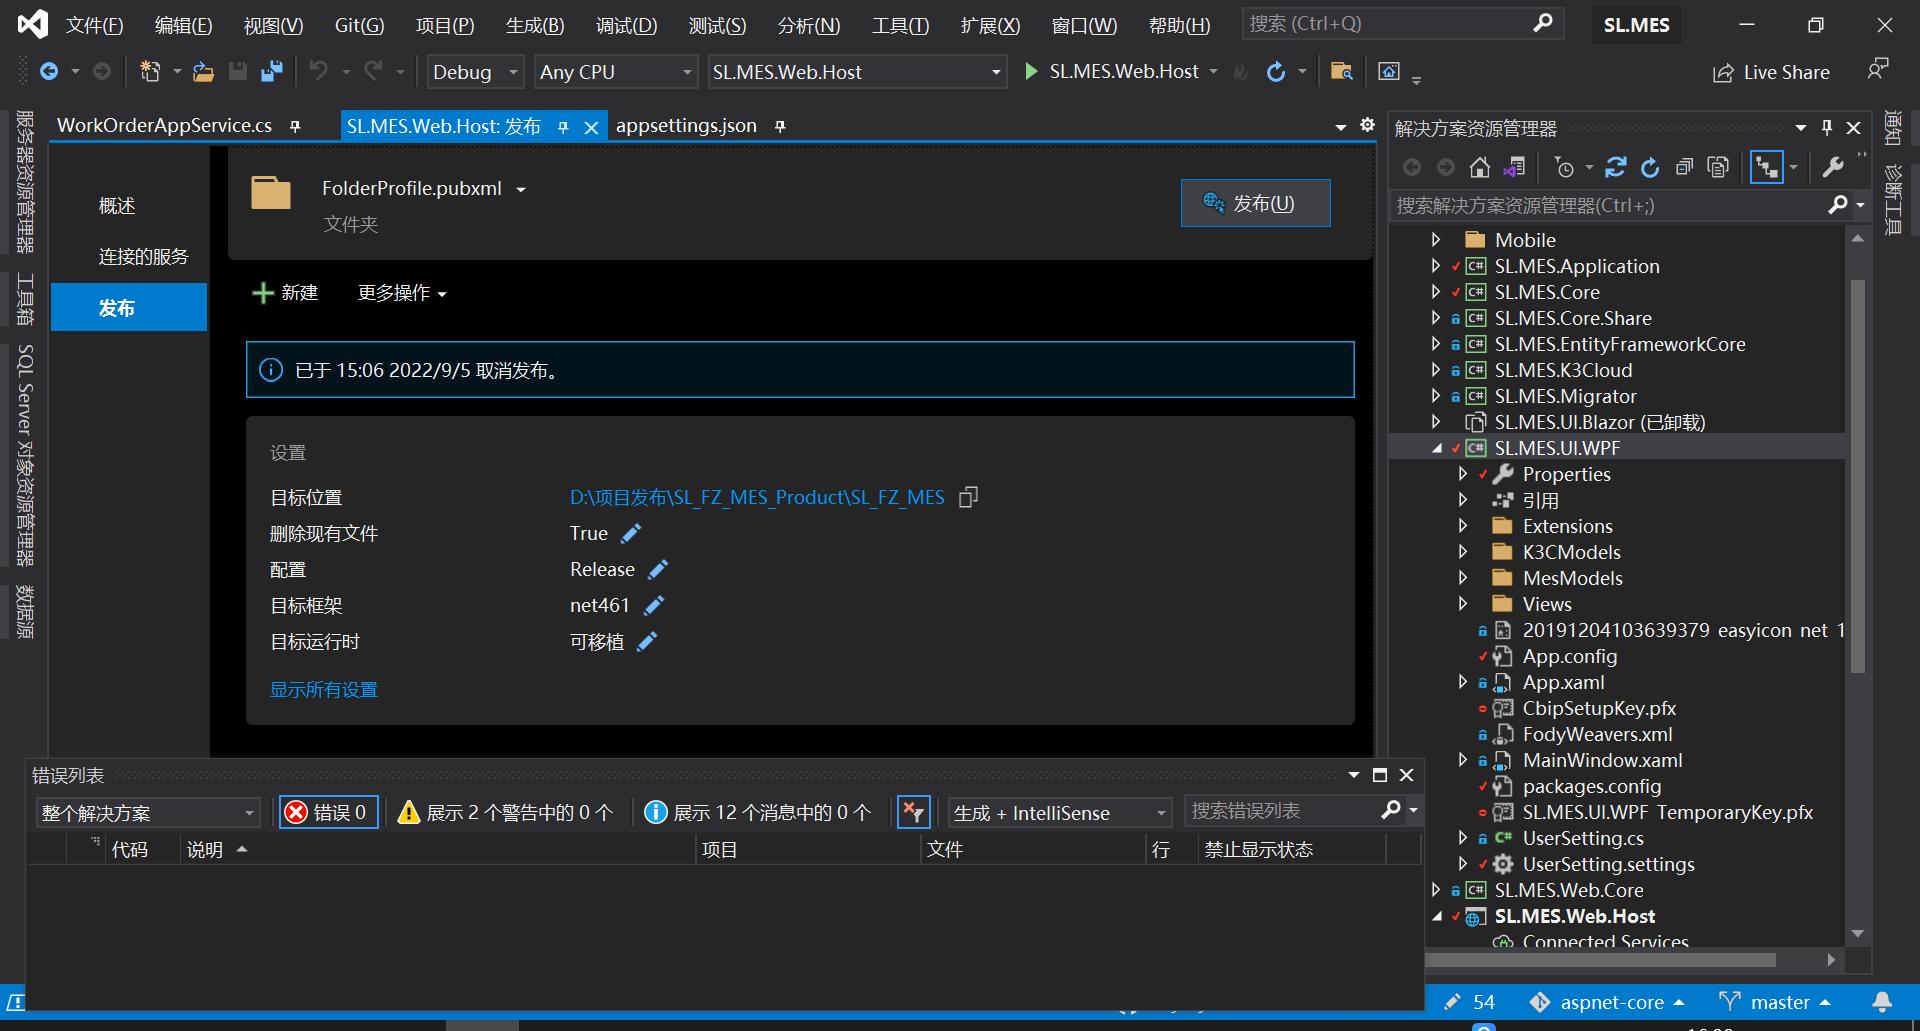 文件(F) 编辑(E) 视图(V) Git(G) 项目(P) 生成(B) 调试(D) 测试(S) 分析(N) 工具(T) 扩展(X) 窗口(W) 帮助(H) 搜索 (Ctrl+Q) SL.MES
Debug Any CPU SL.MES.Web.Host SL.MES.Web.Host Live Share
服务器资源管理器
工具箱
SQL Server 对象资源管理器
数据源
WorkOrderAppService.cs SL.MES.Web.Host: 发布 appsettings.json
概述
连接的服务
发布
FolderProfile.pubxml
文件夹
发布(U)
新建 更多操作
已于 15:06 2022/9/5 取消发布。
设置
目标位置 D:\项目发布\SL_FZ_MES_Product\SL_FZ_MES
删除现有文件 True
配置 Release
目标框架 net461
目标运行时 可移植
显示所有设置
错误列表
整个解决方案 错误 0 展示 2 个警告中的 0 个 展示 12 个消息中的 0 个 生成 + IntelliSense 搜索错误列表
代码 说明 项目 文件 行 禁止显示状态
解决方案资源管理器
搜索解决方案资源管理器(Ctrl+;)
Mobile
SL.MES.Application
SL.MES.Core
SL.MES.Core.Share
SL.MES.EntityFrameworkCore
SL.MES.K3Cloud
SL.MES.Migrator
SL.MES.UI.Blazor (已卸载)
SL.MES.UI.WPF
Properties
引用
Extensions
K3CModels
MesModels
Views
20191204103639379_easyicon_net_1
App.config
App.xaml
CbipSetupKey.pfx
FodyWeavers.xml
MainWindow.xaml
packages.config
SL.MES.UI.WPF_TemporaryKey.pfx
UserSetting.cs
UserSetting.settings
SL.MES.Web.Core
SL.MES.Web.Host
Connected Services
通知
诊断工具
54 aspnet-core master